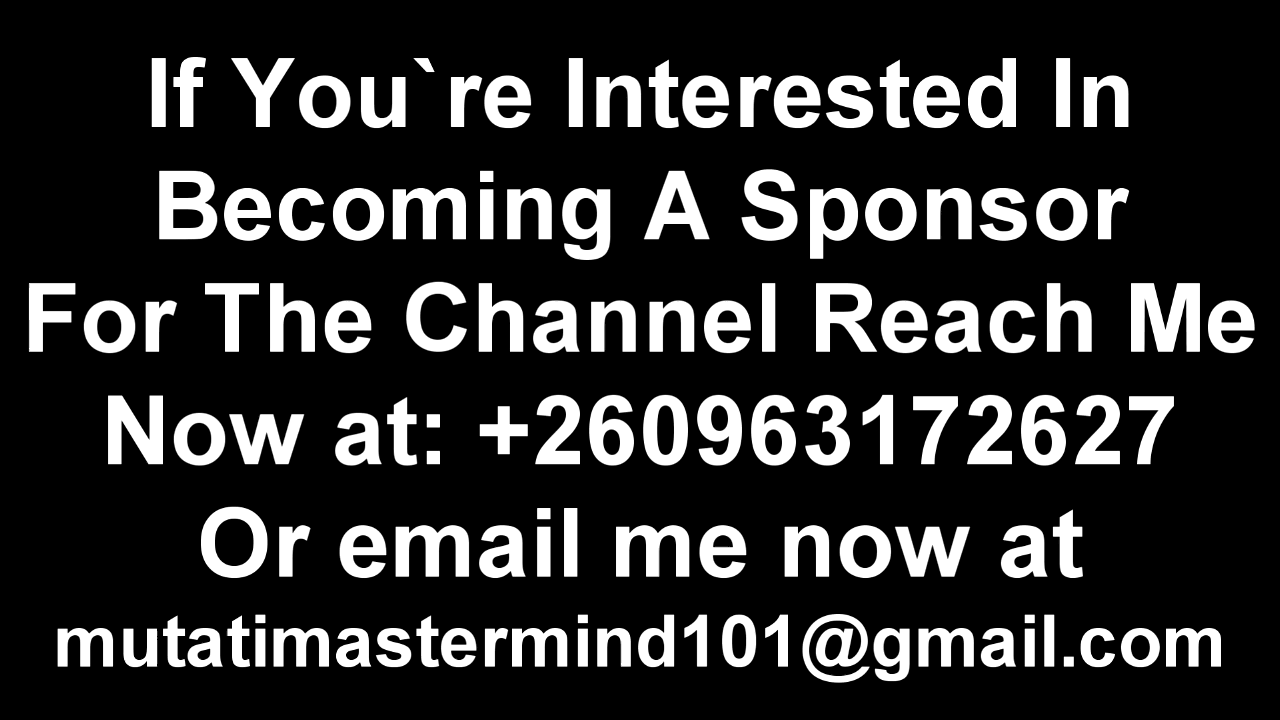 If You`re Interested In
Becoming A Sponsor
For The Channel Reach Me
Now at: +260963172627
Or email me now at
mutatimastermind101@gmail.com